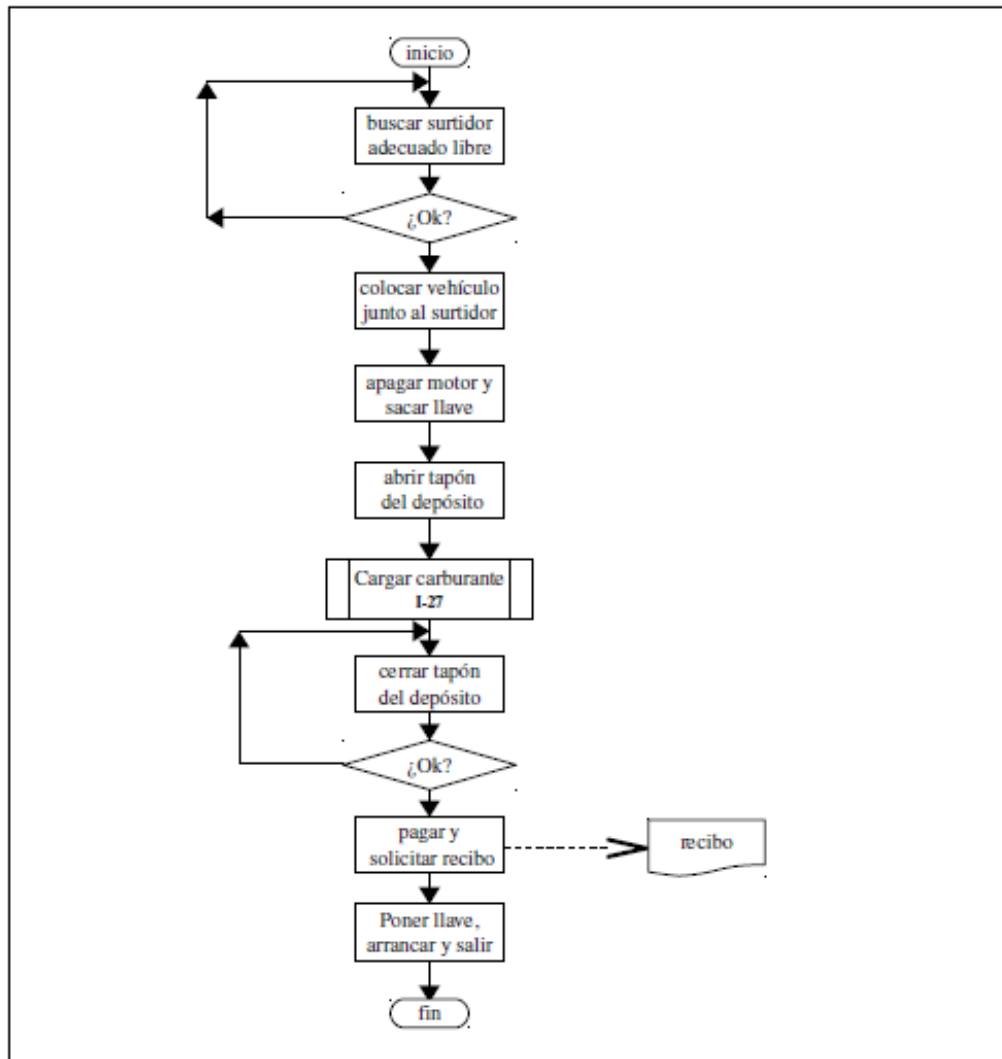 inicio
buscar surtidor
adecuado libre
¿Ok?
colocar vehículo
junto al surtidor
apagar motor y
sacar llave
abrir tapón
del depósito
Cargar carburante
I-27
cerrar tapón
del depósito
¿Ok?
pagar y
solicitar recibo
recibo
Poner llave,
arrancar y salir
fin